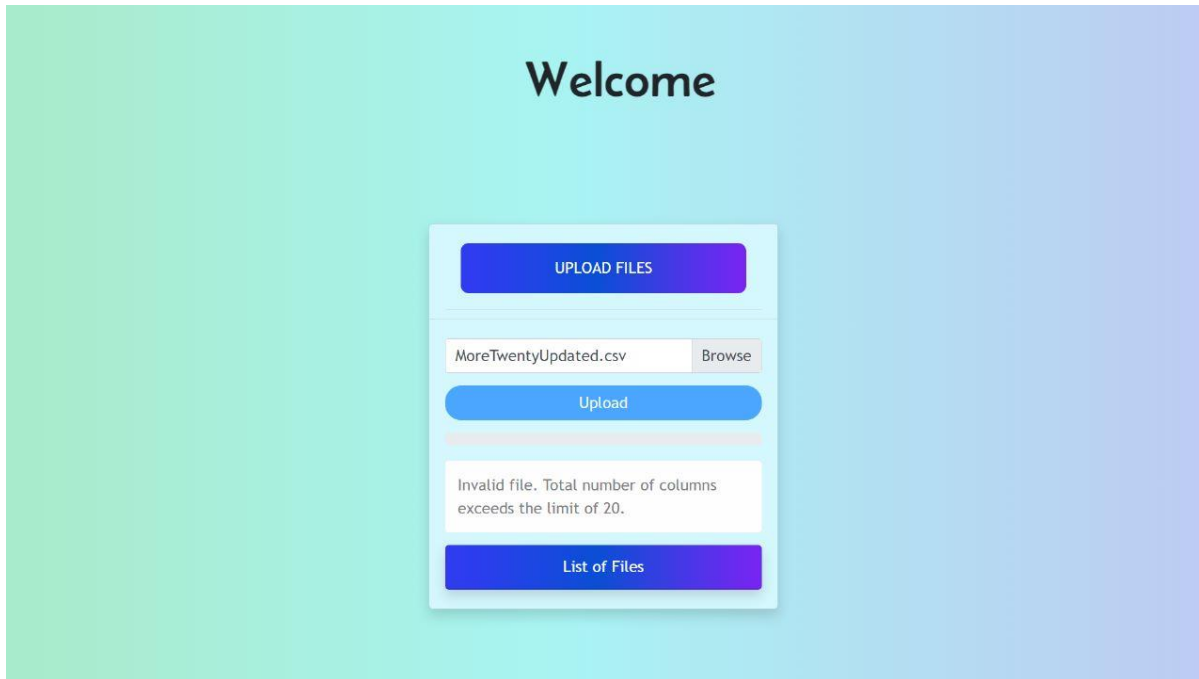 Welcome
UPLOAD FILES
MoreTwentyUpdated.csv Browse
Upload
Invalid file. Total number of columns
exceeds the limit of 20.
List of Files